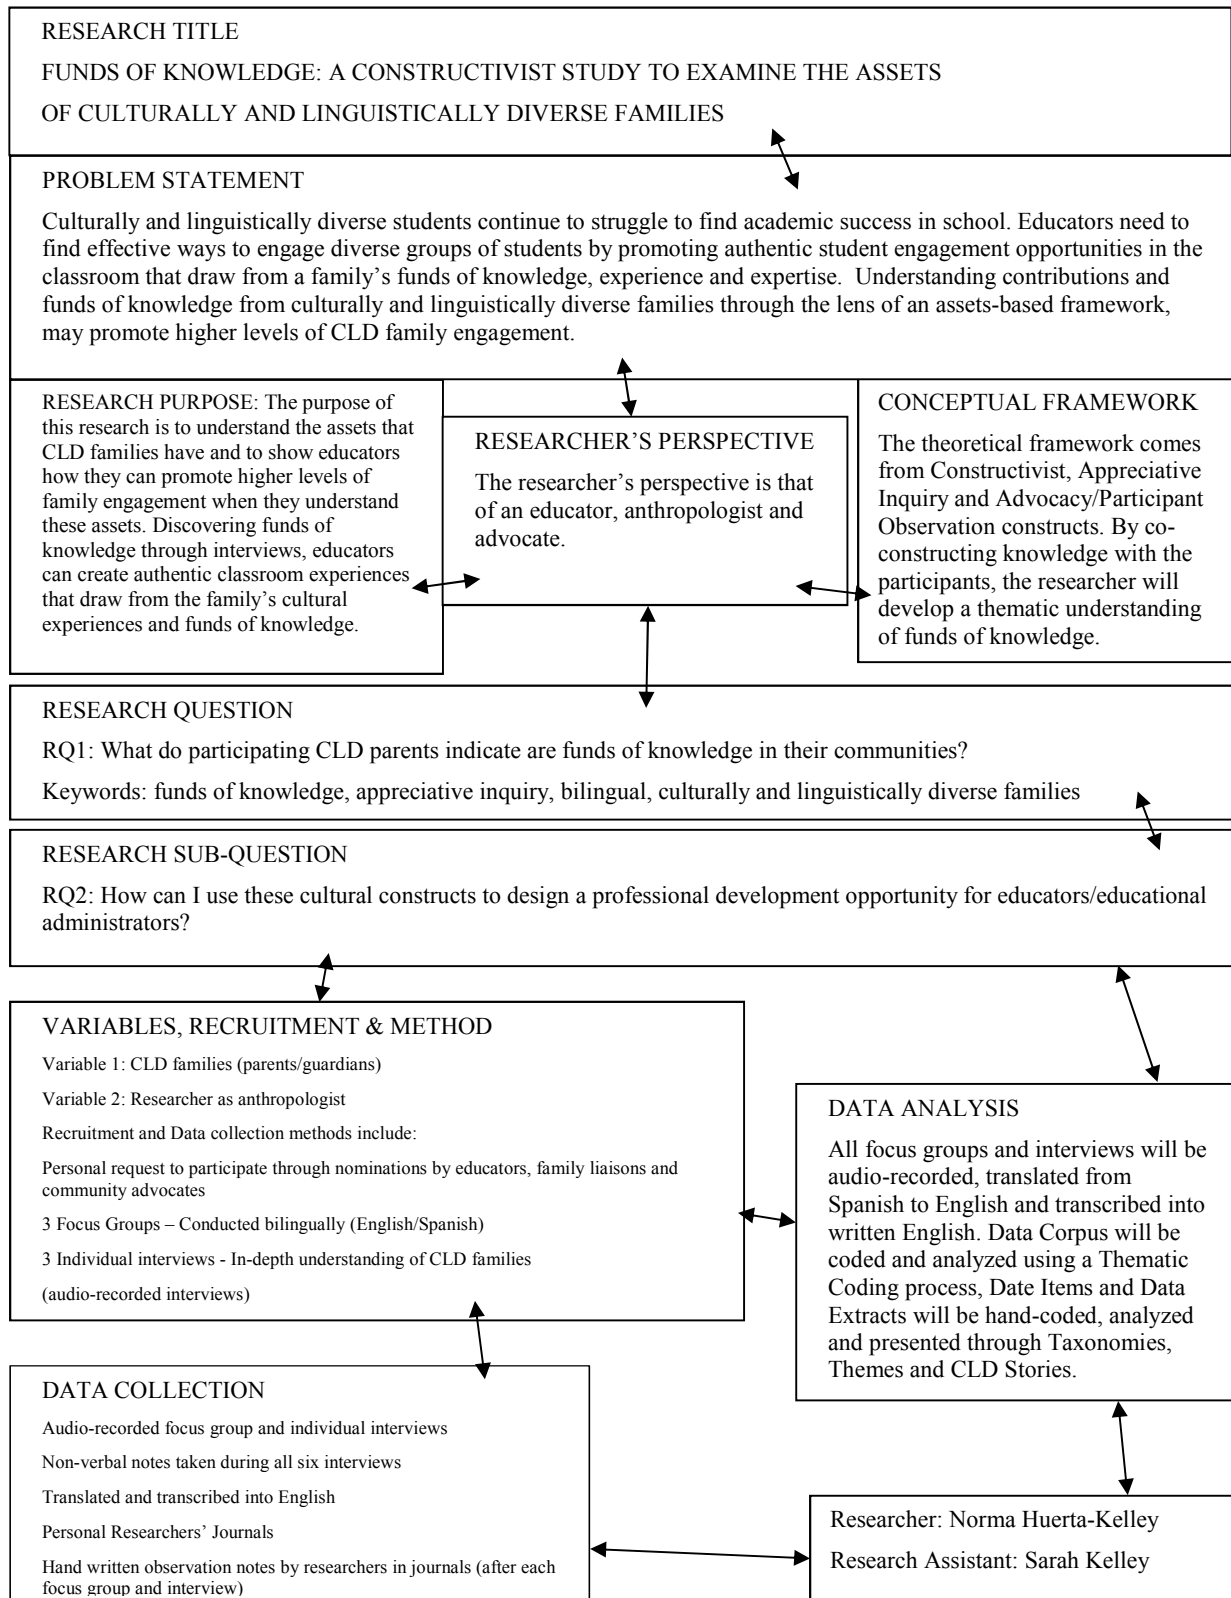 RESEARCH TITLE
FUNDS OF KNOWLEDGE: A CONSTRUCTIVIST STUDY TO EXAMINE THE ASSETS
OF CULTURALLY AND LINGUISTICALLY DIVERSE FAMILIES
PROBLEM STATEMENT
Culturally and linguistically diverse students continue to struggle to find academic success in school. Educators need to
find effective ways to engage diverse groups of students by promoting authentic student engagement opportunities in the
classroom that draw from a family's funds of knowledge, experience and expertise. Understanding contributions and
funds of knowledge from culturally and linguistically diverse families through the lens of an assets-based framework,
may promote higher levels of CLD family engagement.
RESEARCH PURPOSE: The purpose of
this research is to understand the assets that
CLD families have and to show educators
how they can promote higher levels of
family engagement when they understand
these assets. Discovering funds of
knowledge through interviews, educators
can create authentic classroom experiences
that draw from the family's cultural
experiences and funds of knowledge.
RESEARCHER'S PERSPECTIVE
The researcher's perspective is that
of an educator, anthropologist and
advocate.
CONCEPTUAL FRAMEWORK
The theoretical framework comes
from Constructivist, Appreciative
Inquiry and Advocacy/Participant
Observation constructs. By co-
constructing knowledge with the
participants, the researcher will
develop a thematic understanding
of funds of knowledge.
RESEARCH QUESTION
RQ1: What do participating CLD parents indicate are funds of knowledge in their communities?
Keywords: funds of knowledge, appreciative inquiry, bilingual, culturally and linguistically diverse families
RESEARCH SUB-QUESTION
RQ2: How can I use these cultural constructs to design a professional development opportunity for educators/educational
administrators?
VARIABLES, RECRUITMENT & METHOD
Variable 1: CLD families (parents/guardians)
Variable 2: Researcher as anthropologist
Recruitment and Data collection methods include:
Personal request to participate through nominations by educators, family liaisons and
community advocates
3 Focus Groups – Conducted bilingually (English/Spanish)
3 Individual interviews - In-depth understanding of CLD families
(audio-recorded interviews)
DATA ANALYSIS
All focus groups and interviews will be
audio-recorded, translated from
Spanish to English and transcribed into
written English. Data Corpus will be
coded and analyzed using a Thematic
Coding process, Date Items and Data
Extracts will be hand-coded, analyzed
and presented through Taxonomies,
Themes and CLD Stories.
DATA COLLECTION
Audio-recorded focus group and individual interviews
Non-verbal notes taken during all six interviews
Translated and transcribed into English
Personal Researchers' Journals
Hand written observation notes by researchers in journals (after each
focus group and interview)
Researcher: Norma Huerta-Kelley
Research Assistant: Sarah Kelley